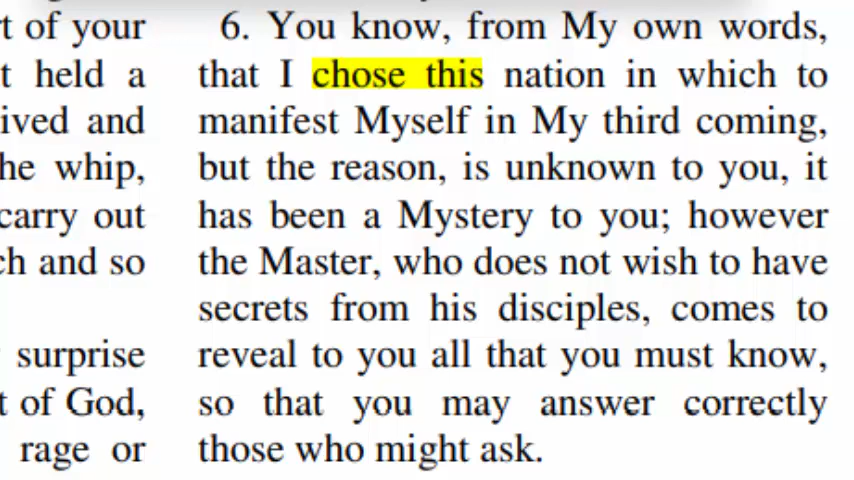 t of your
t held a
ived and
he whip,
carry out
ch and so
surprise
t of God,
rage or
6. You know, from My own words,
that I chose this nation in which to
manifest Myself in My third coming,
but the reason, is unknown to you, it
has been a Mystery to you; however
the Master, who does not wish to have
secrets from his disciples, comes to
reveal to you all that you must know,
so that you may answer correctly
those who might ask.